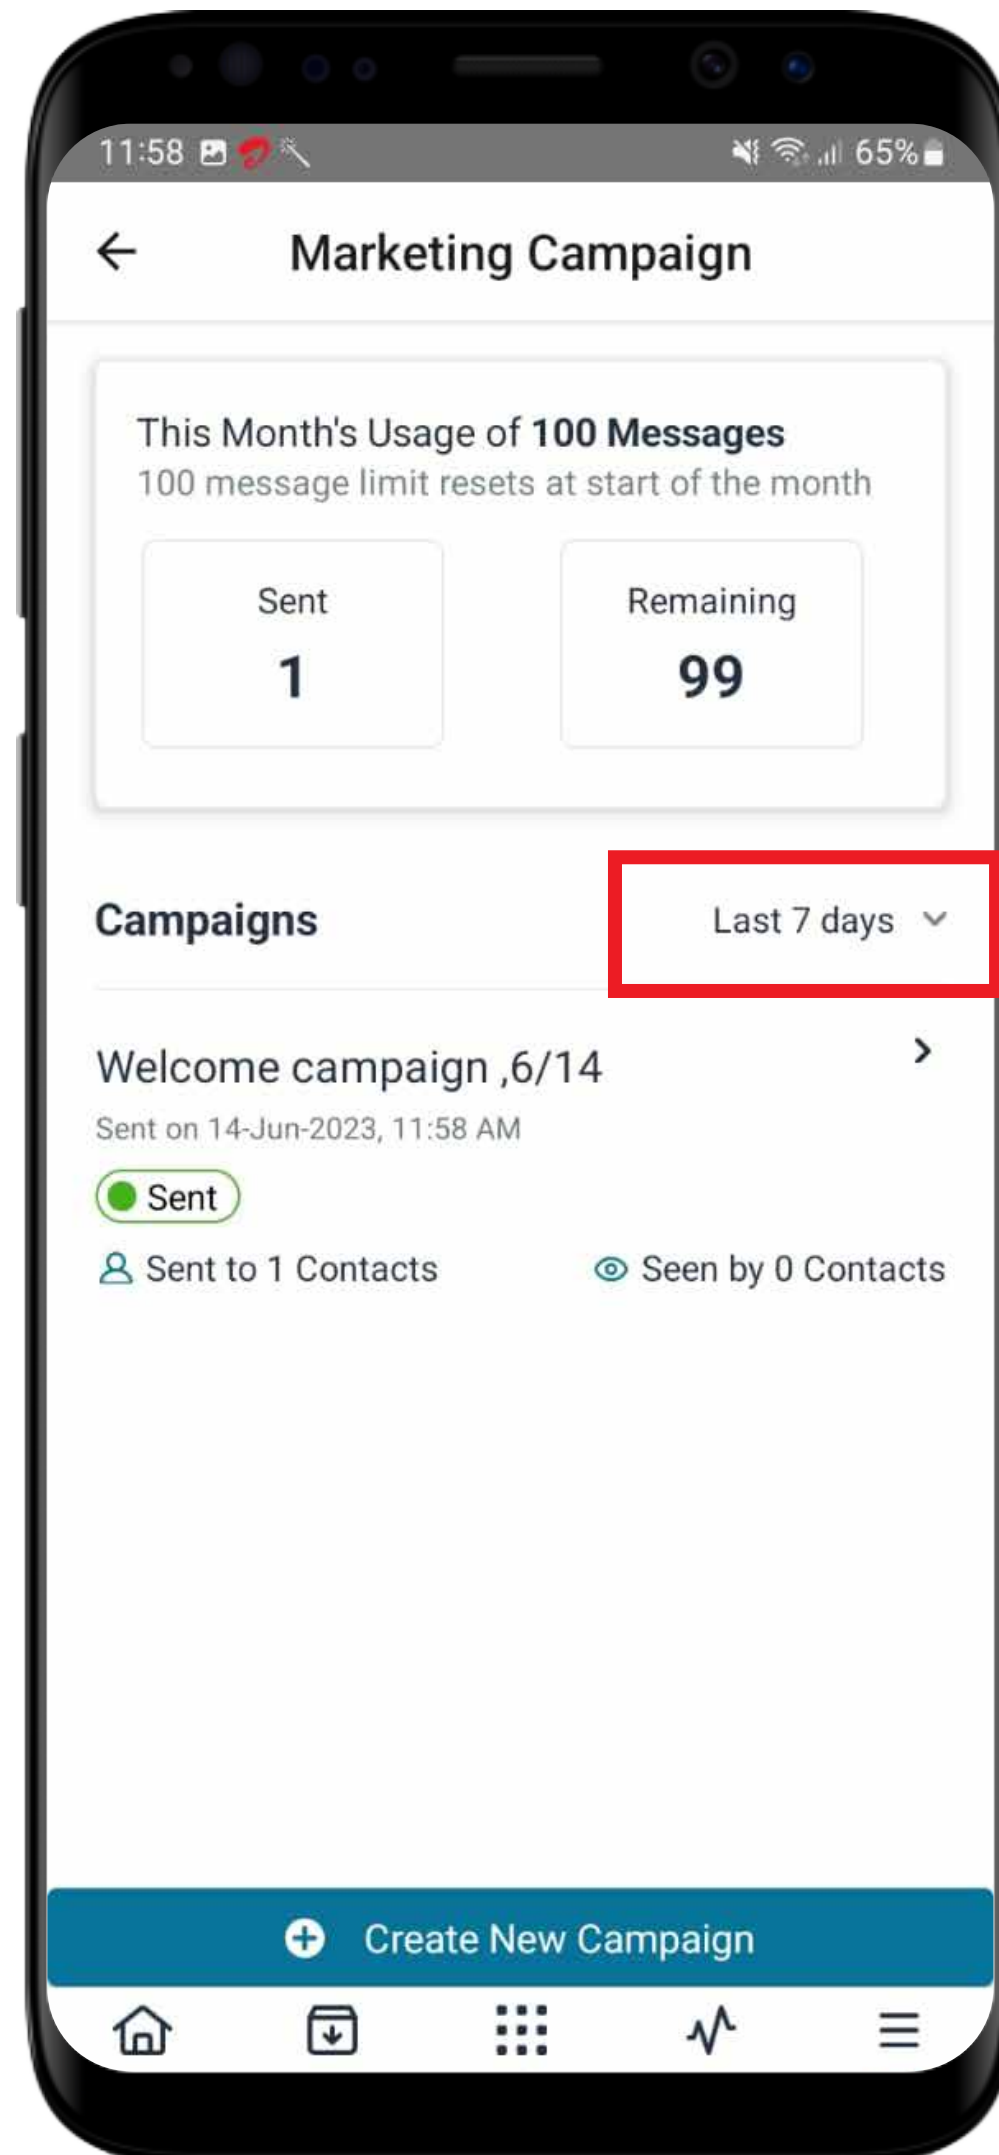 11:58 65%
Marketing Campaign
This Month's Usage of 100 Messages
100 message limit resets at start of the month
Sent Remaining
1 99
Campaigns Last 7 days
Welcome campaign ,6/14
Sent on 14-Jun-2023, 11:58 AM
Sent
Sent to 1 Contacts Seen by 0 Contacts
Create New Campaign